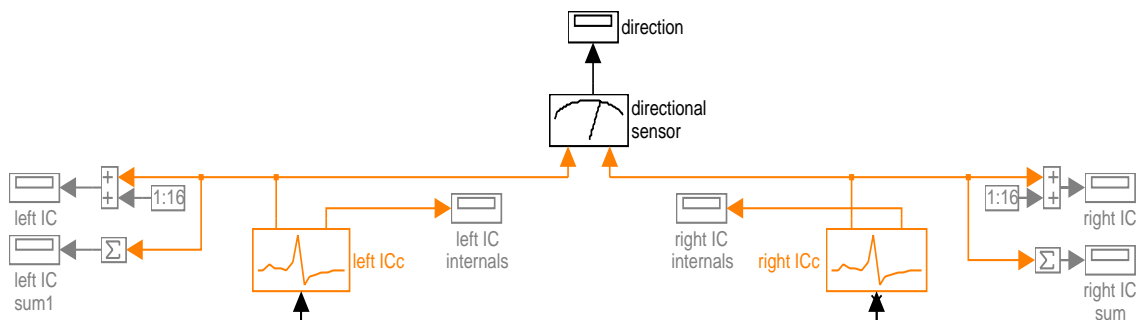 direction
directional
sensor
+
+
1:16
left IC
Σ
left IC
sum1
left ICc
left IC
internals
right IC
internals
right ICc
1:16
+
+
right IC
Σ
right IC
sum